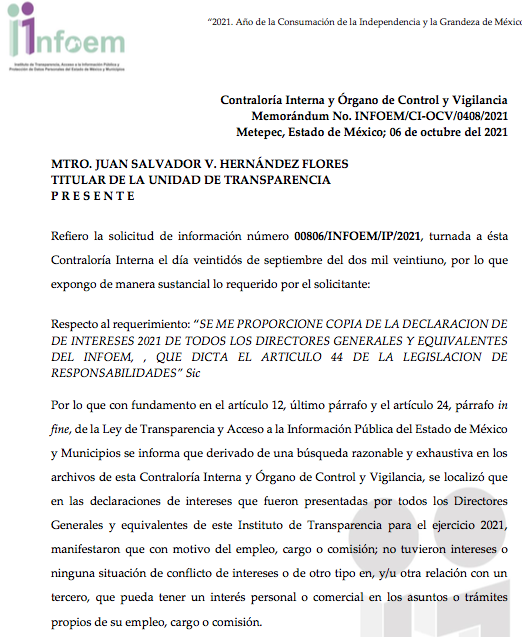 infoem
Instituto de Transparencia, Acceso a la Información Pública y
Protección de Datos Personales del Estado de México y Municipios
"2021. Año de la Consumación de la Independencia y la Grandeza de Méxic
Contraloría Interna y Órgano de Control y Vigilancia
Memorándum No. INFOEM/CI-OCV/0408/2021
Metepec, Estado de México; 06 de octubre del 2021
MTRO. JUAN SALVADOR V. HERNÁNDEZ FLORES
TITULAR DE LA UNIDAD DE TRANSPARENCIA
P R E S E N T E
Refiero la solicitud de información número 00806/INFOEM/IP/2021, turnada a ésta
Contraloría Interna el día veintidós de septiembre del dos mil veintiuno, por lo que
expongo de manera sustancial lo requerido por el solicitante:
Respecto al requerimiento: "SE ME PROPORCIONE COPIA DE LA DECLARACION DE
DE INTERESES 2021 DE TODOS LOS DIRECTORES GENERALES Y EQUIVALENTES
DEL INFOEM, , QUE DICTA EL ARTICULO 44 DE LA LEGISLACION DE
RESPONSABILIDADES" Sic
Por lo que con fundamento en el artículo 12, último párrafo y el artículo 24, párrafo in
fine, de la Ley de Transparencia y Acceso a la Información Pública del Estado de México
y Municipios se informa que derivado de una búsqueda razonable y exhaustiva en los
archivos de esta Contraloría Interna y Órgano de Control y Vigilancia, se localizó que
en las declaraciones de intereses que fueron presentadas por todos los Directores
Generales y equivalentes de este Instituto de Transparencia para el ejercicio 2021,
manifestaron que con motivo del empleo, cargo o comisión; no tuvieron intereses o
ninguna situación de conflicto de intereses o de otro tipo en, y/u otra relación con un
tercero, que pueda tener un interés personal o comercial en los asuntos o trámites
propios de su empleo, cargo o comisión.